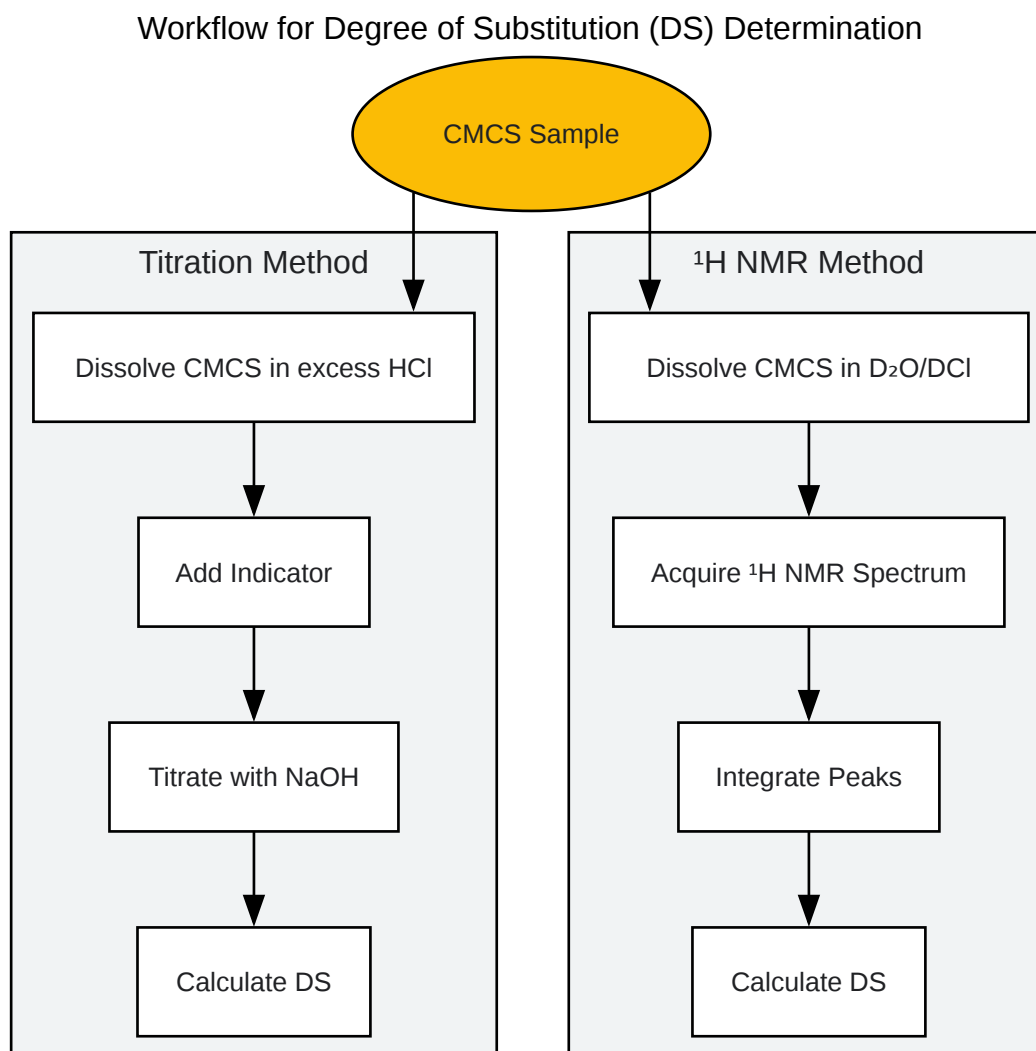 Workflow for Degree of Substitution (DS) Determination
CMCS Sample
Titration Method
Dissolve CMCS in excess HCl
Add Indicator
Titrate with NaOH
Calculate DS
¹H NMR Method
Dissolve CMCS in D₂O/DCl
Acquire ¹H NMR Spectrum
Integrate Peaks
Calculate DS